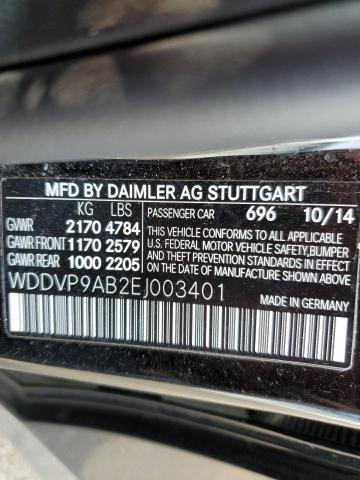 MFD BY DAIMLER AG STUTTGART
KG LBS
GVWR 2170 4784
GAWR FRONT 1170 2579
GAWR REAR 1000 2205
PASSENGER CAR 696 10/14
THIS VEHICLE CONFORMS TO ALL APPLICABLE
U.S. FEDERAL MOTOR VEHICLE SAFETY, BUMPER
AND THEFT PREVENTION STANDARDS IN EFFECT
ON THE DATE OF MANUFACTURE SHOWN ABOVE.
WDDVP9AB2EJ003401
MADE IN GERMANY